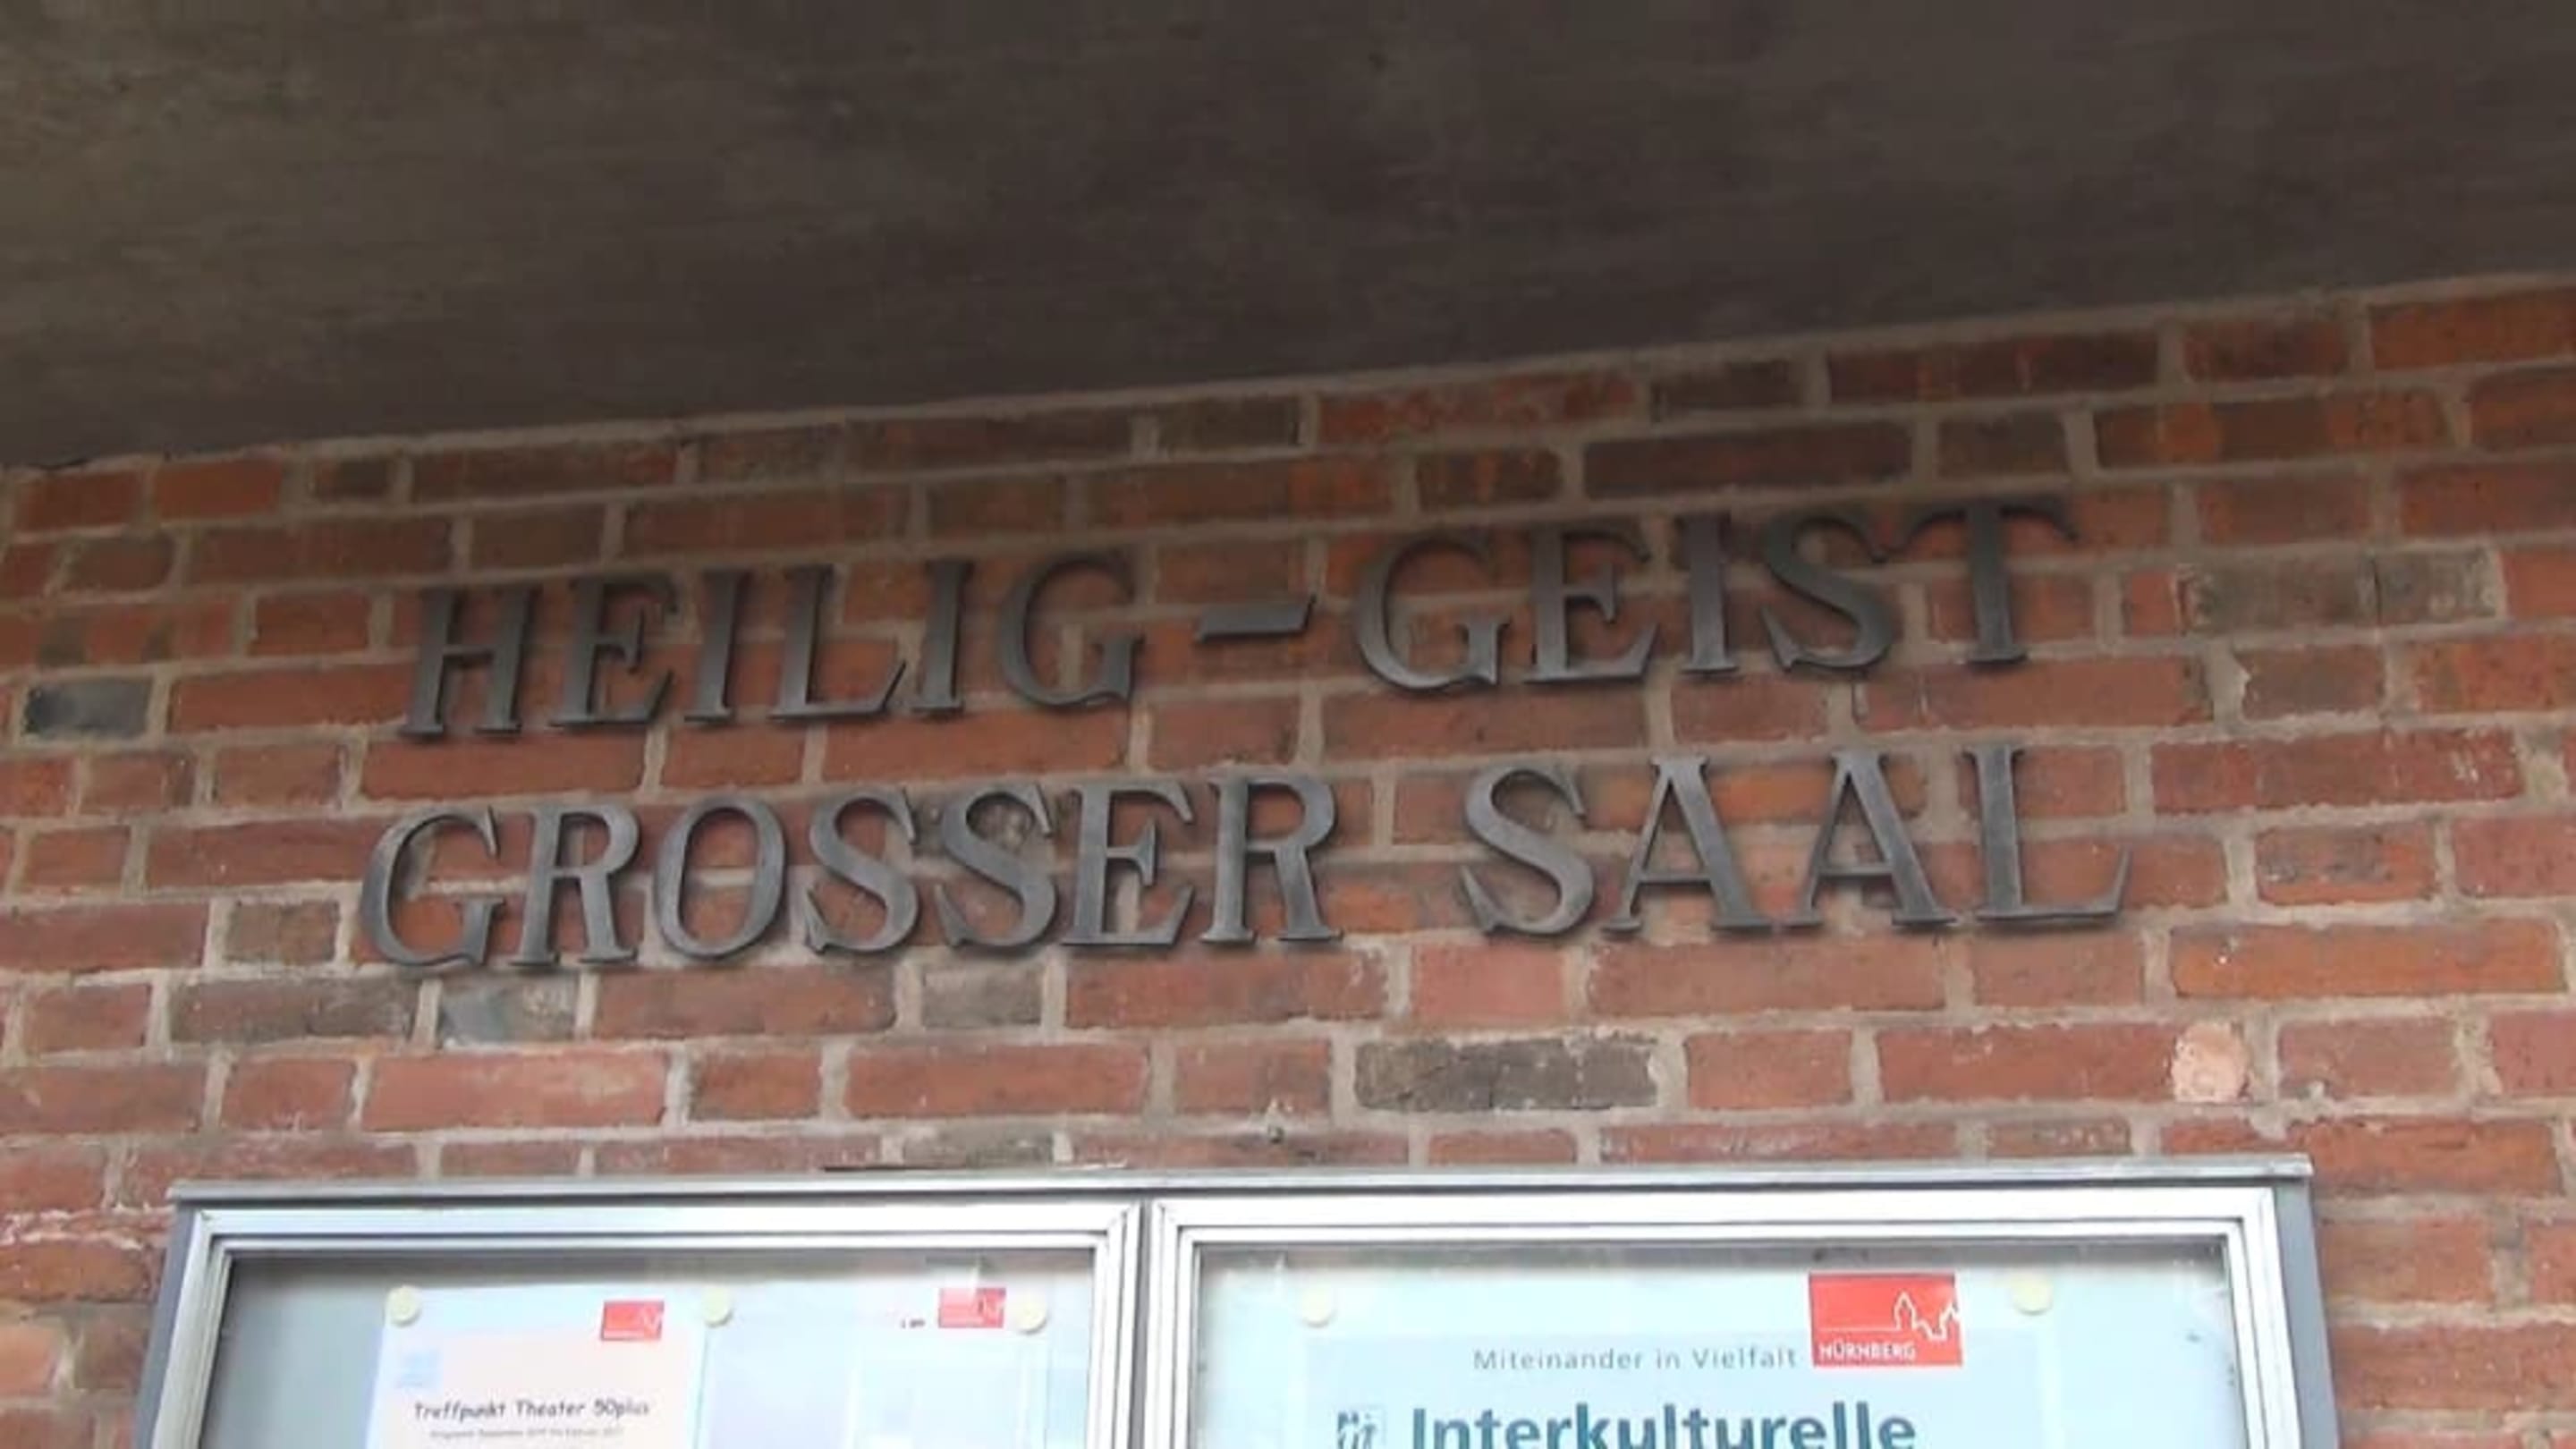 HEILIG-GEIST
GROSSER SAAL
Treffpunkt Theater 50plus
Miteinander in Vielfalt
NÜRNBERG
Interkulturelle